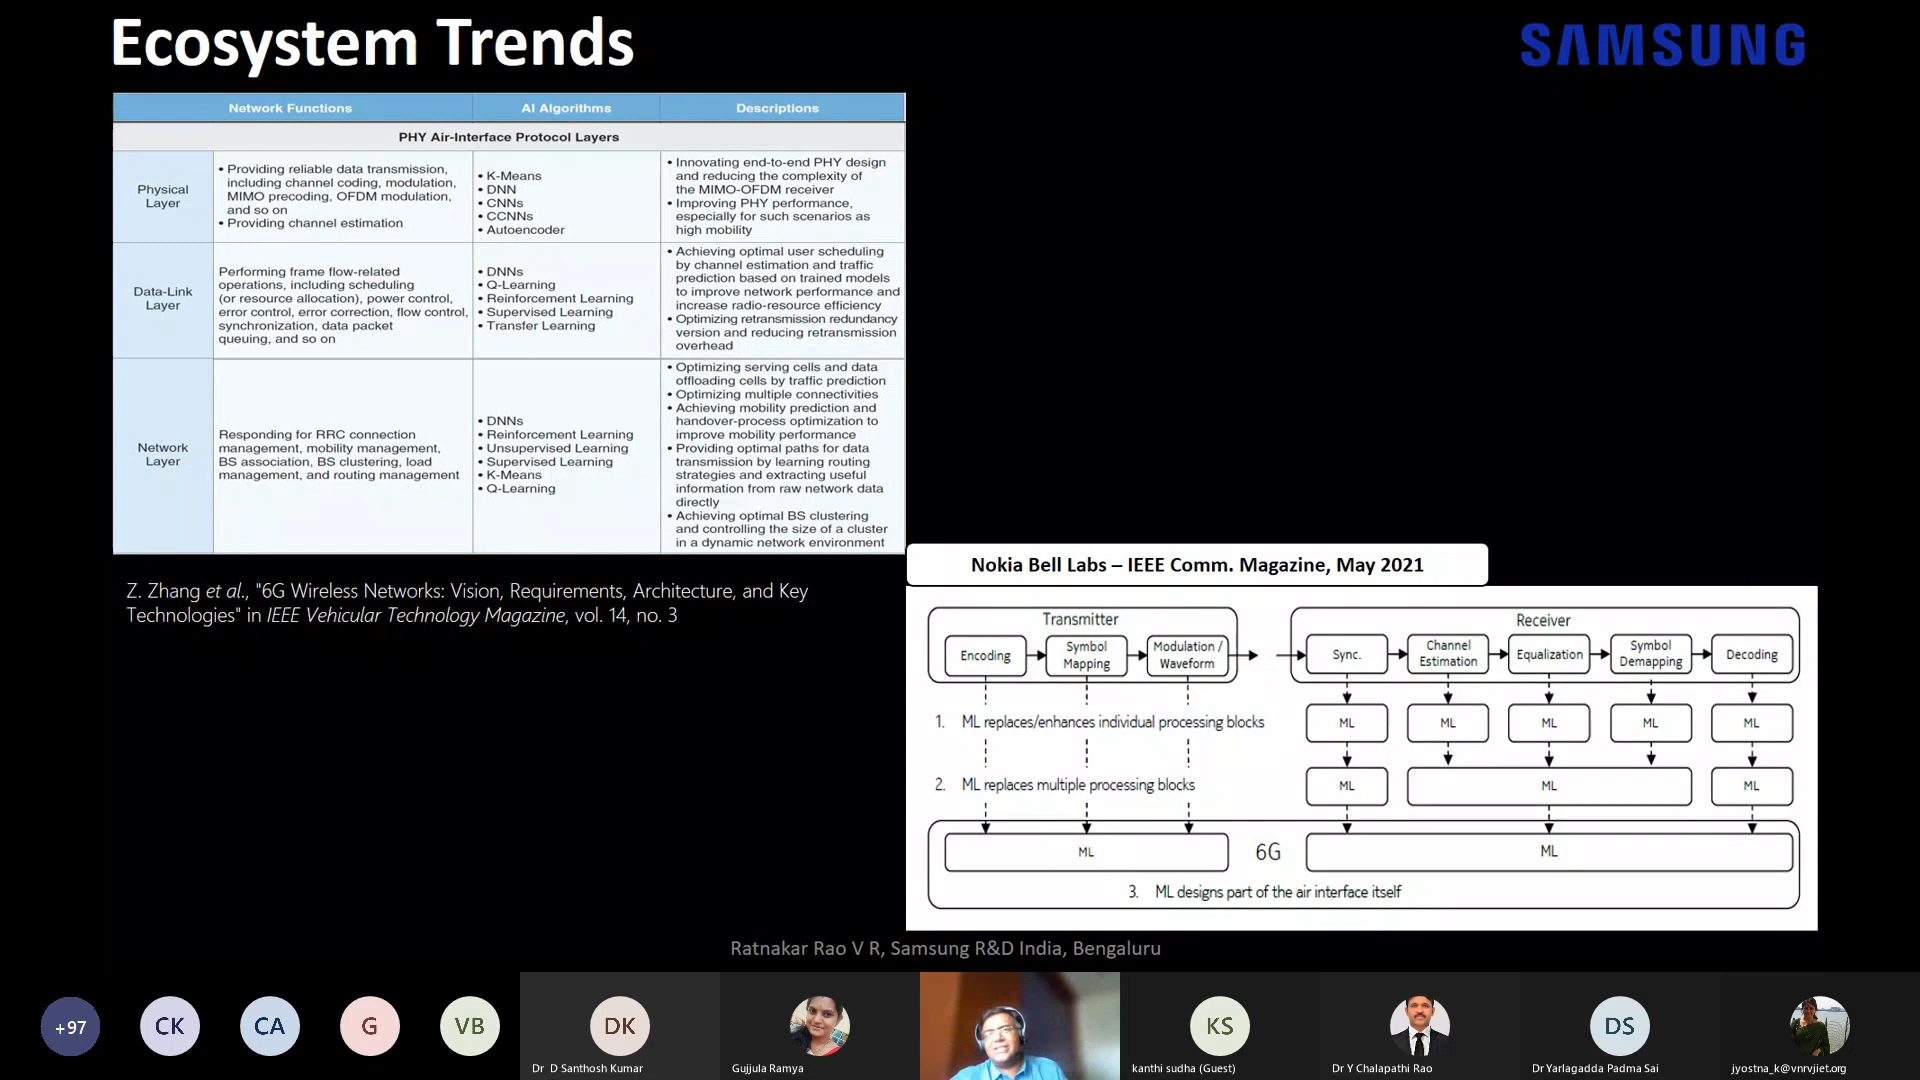 Ecosystem Trends
SAMSUNG
Network Functions
AI Algorithms
Descriptions
PHY Air-Interface Protocol Layers
Physical
Layer
• Providing reliable data transmission,
including channel coding, modulation,
MIMO precoding, OFDM modulation,
and so on
• Providing channel estimation
• K-Means
• DNN
• CNNs
• CCNNs
• Autoencoder
• Innovating end-to-end PHY design
and reducing the complexity of
the MIMO-OFDM receiver
• Improving PHY performance,
especially for such scenarios as
high mobility
Data-Link
Layer
Performing frame flow-related
operations, including scheduling
(or resource allocation), power control,
error control, error correction, flow control,
synchronization, data packet
queuing, and so on
• DNNs
• Q-Learning
• Reinforcement Learning
• Supervised Learning
• Transfer Learning
• Achieving optimal user scheduling
by channel estimation and traffic
prediction based on trained models
to improve network performance and
increase radio-resource efficiency
• Optimizing retransmission redundancy
version and reducing retransmission
overhead
Network
Layer
Responding for RRC connection
management, mobility management,
BS association, BS clustering, load
management, and routing management
• DNNs
• Reinforcement Learning
• Unsupervised Learning
• Supervised Learning
• K-Means
• Q-Learning
• Optimizing serving cells and data
offloading cells by traffic prediction
• Optimizing multiple connectivities
• Achieving mobility prediction and
handover-process optimization to
improve mobility performance
• Providing optimal paths for data
transmission by learning routing
strategies and extracting useful
information from raw network data
directly
• Achieving optimal BS clustering
and controlling the size of a cluster
in a dynamic network environment
Z. Zhang et al., "6G Wireless Networks: Vision, Requirements, Architecture, and Key
Technologies" in IEEE Vehicular Technology Magazine, vol. 14, no. 3
Nokia Bell Labs – IEEE Comm. Magazine, May 2021
Transmitter
Encoding
Symbol
Mapping
Modulation /
Waveform
Receiver
Sync.
Channel
Estimation
Equalization
Symbol
Demapping
Decoding
1. ML replaces/enhances individual processing blocks
ML
ML
ML
ML
ML
2. ML replaces multiple processing blocks
ML
ML
ML
ML
6G
ML
3. ML designs part of the air interface itself
Ratnakar Rao V R, Samsung R&D India, Bengaluru
+97
CK
CA
G
VB
DK
Dr D Santhosh Kumar
Gujjula Ramya
KS
kanthi sudha (Guest)
Dr Y Chalapathi Rao
DS
Dr Yarlagadda Padma Sai
jyostna_k@vnrvjiet.org